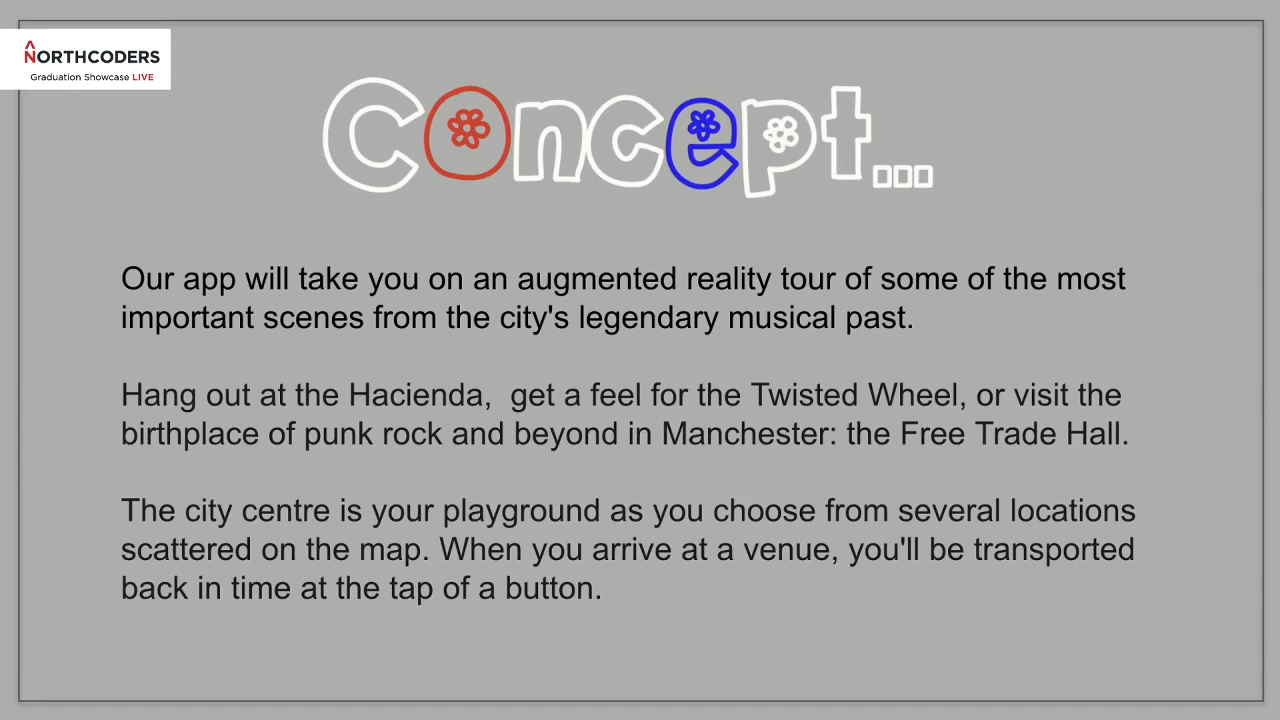 NORTHCODERS
Graduation Showcase LIVE
Concept...
Our app will take you on an augmented reality tour of some of the most
important scenes from the city's legendary musical past.
Hang out at the Hacienda,  get a feel for the Twisted Wheel, or visit the
birthplace of punk rock and beyond in Manchester: the Free Trade Hall.
The city centre is your playground as you choose from several locations
scattered on the map. When you arrive at a venue, you'll be transported
back in time at the tap of a button.